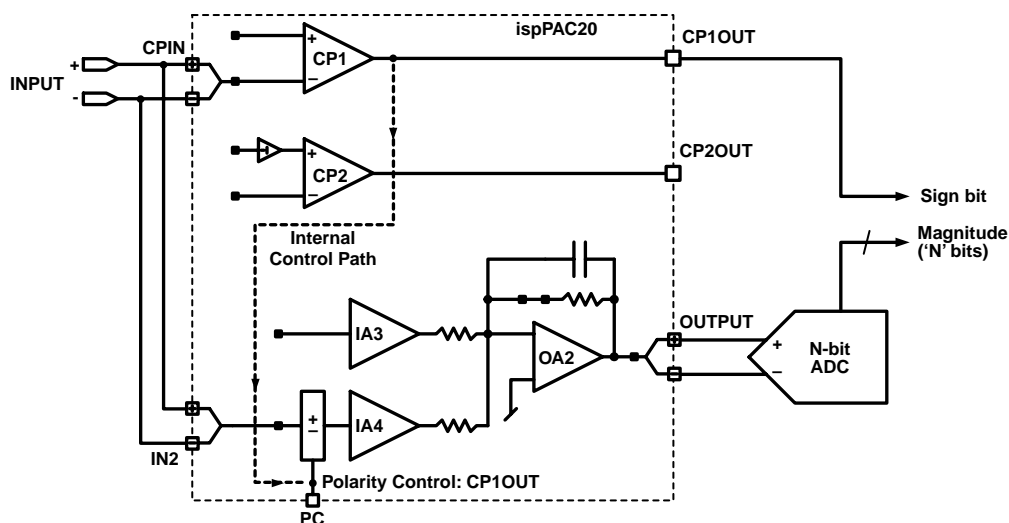 ispPAC20
CPIN
CP1OUT
+
INPUT
-
+
CP1
−
CP2OUT
+
CP2
−
Sign bit
Internal
Control Path
Magnitude
('N' bits)
IA3
OA2
OUTPUT
+
−
N-bit
ADC
+
−
IA4
IN2
Polarity Control: CP1OUT
PC